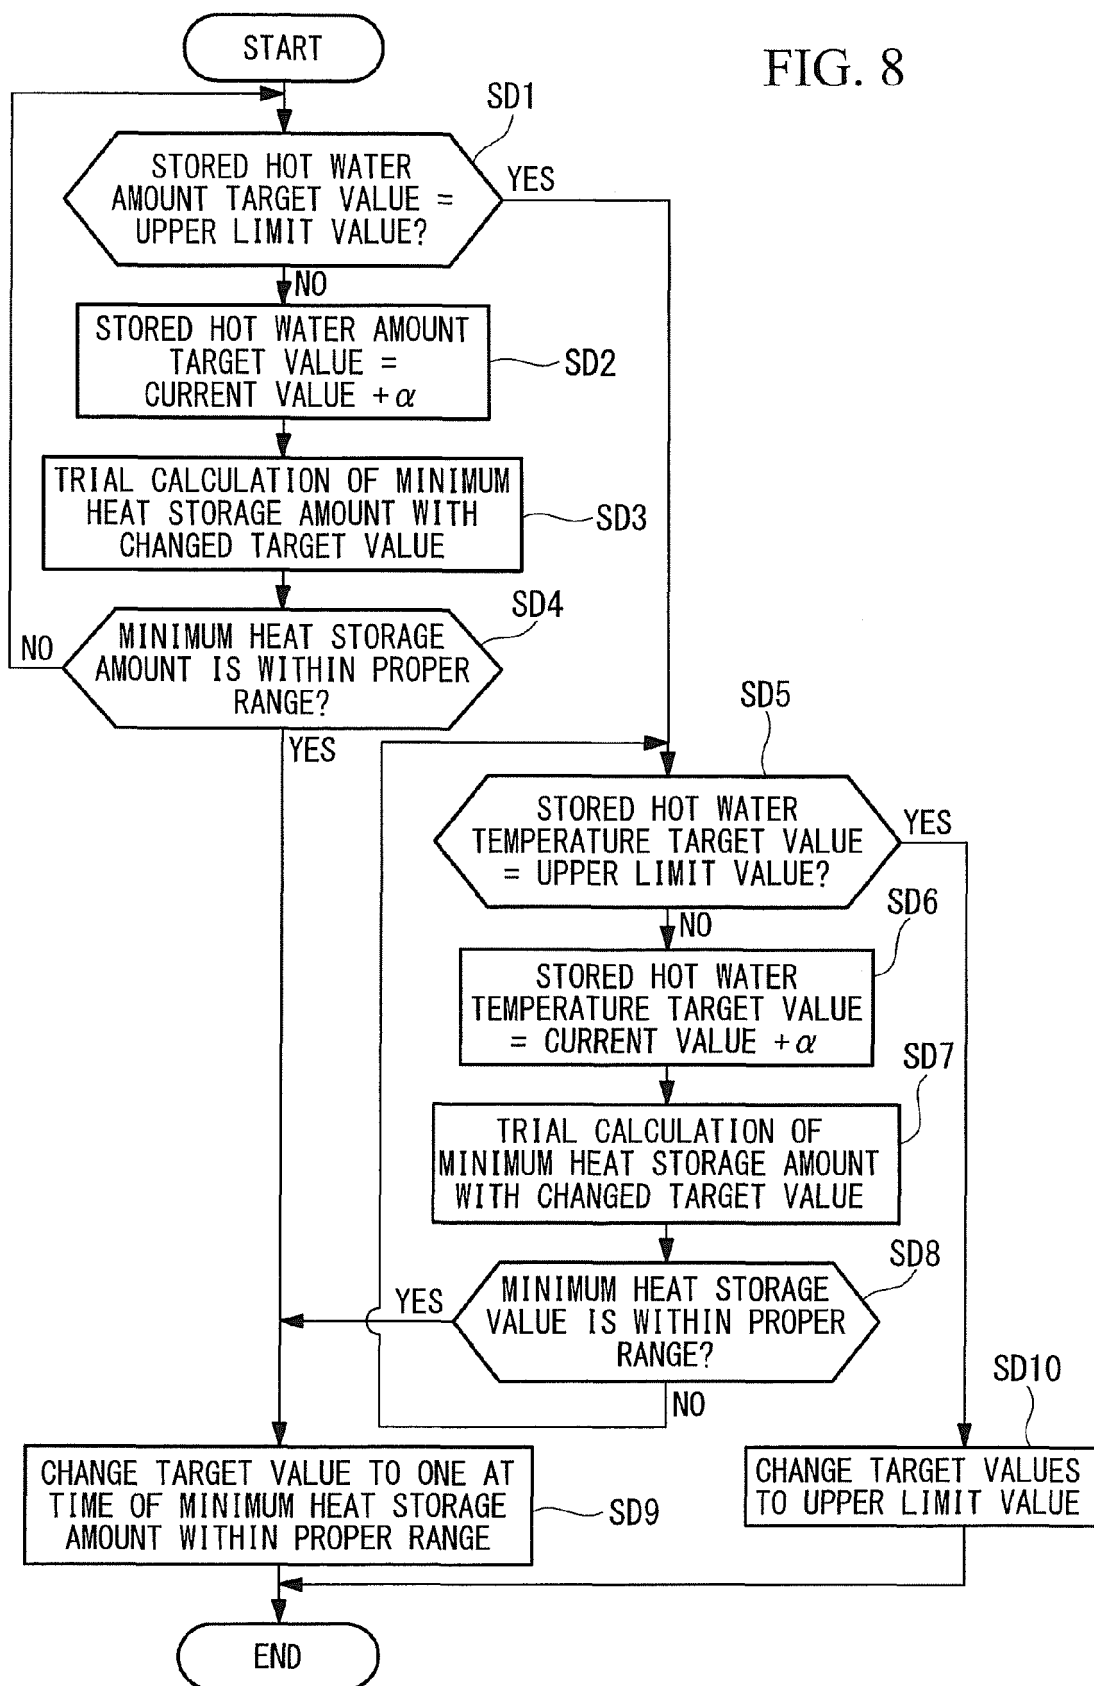 START
FIG. 8
SD1
STORED HOT WATER
AMOUNT TARGET VALUE =
UPPER LIMIT VALUE?
YES
NO
STORED HOT WATER AMOUNT
TARGET VALUE =
CURRENT VALUE +α
SD2
TRIAL CALCULATION OF MINIMUM
HEAT STORAGE AMOUNT WITH
CHANGED TARGET VALUE
SD3
SD4
MINIMUM HEAT STORAGE
AMOUNT IS WITHIN PROPER
RANGE?
NO
YES
SD5
STORED HOT WATER
TEMPERATURE TARGET VALUE
= UPPER LIMIT VALUE?
YES
NO
SD6
STORED HOT WATER
TEMPERATURE TARGET VALUE
= CURRENT VALUE +α
SD7
TRIAL CALCULATION OF
MINIMUM HEAT STORAGE AMOUNT
WITH CHANGED TARGET VALUE
SD8
MINIMUM HEAT STORAGE
VALUE IS WITHIN PROPER
RANGE?
YES
NO
SD10
CHANGE TARGET VALUE TO ONE AT
TIME OF MINIMUM HEAT STORAGE
AMOUNT WITHIN PROPER RANGE
SD9
CHANGE TARGET VALUES
TO UPPER LIMIT VALUE
END